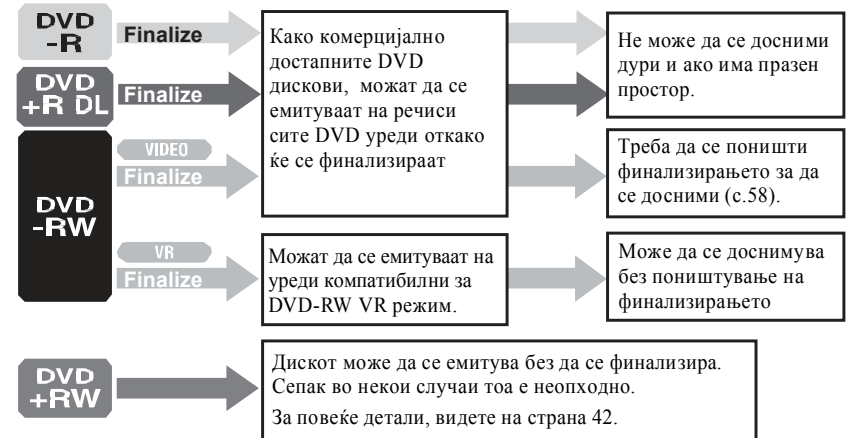 DVD
-R
Finalize
Како комерцијално
достапните DVD
дискови, можат да се
емитуваат на речиси
сите DVD уреди откако
ќе се финализираат
Не може да се досними
дури и ако има празен
простор.
DVD
+R DL
Finalize
DVD
-RW
VIDEO
Finalize
Треба да се поништи
финализирањето за да
се досними (с.58).
VR
Finalize
Можат да се емитуваат на
уреди компатибилни за
DVD-RW VR режим.
Може да се доснимува
без поништување на
финализирањето
DVD
+RW
Дискот може да се емитува без да се финализира.
Сепак во некои случаи тоа е неопходно.
За повеќе детали, видете на страна 42.